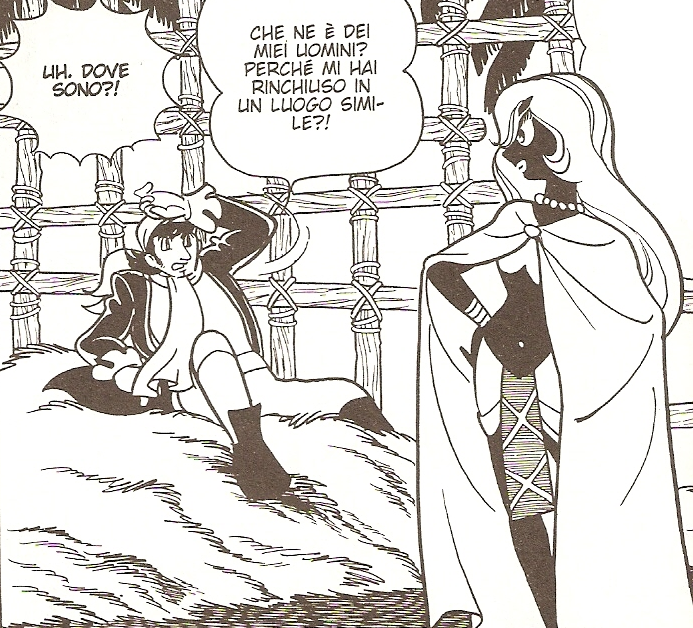 UH. DOVE
SONO?!
CHE NE È DEI
MIEI UOMINI?
PERCHÉ MI HAI
RINCHIUSO IN
UN LUOGO SIMI-
LE?!